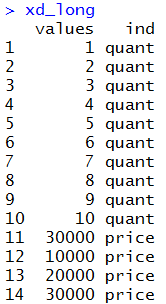 > xd_long
values ind
1 1 quant
2 2 quant
3 3 quant
4 4 quant
5 5 quant
6 6 quant
7 7 quant
8 8 quant
9 9 quant
10 10 quant
11 30000 price
12 10000 price
13 20000 price
14 30000 price